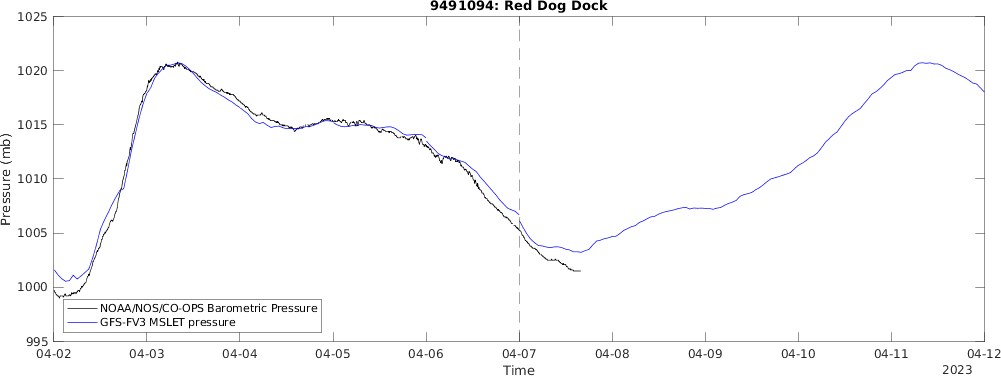 9491094: Red Dog Dock
Pressure (mb)
1025
1020
1015
1010
1005
1000
995
NOAA/NOS/CO-OPS Barometric Pressure
GFS-FV3 MSLET pressure
04-02 04-03 04-04 04-05 04-06 04-07 04-08 04-09 04-10 04-11 04-12
Time
2023